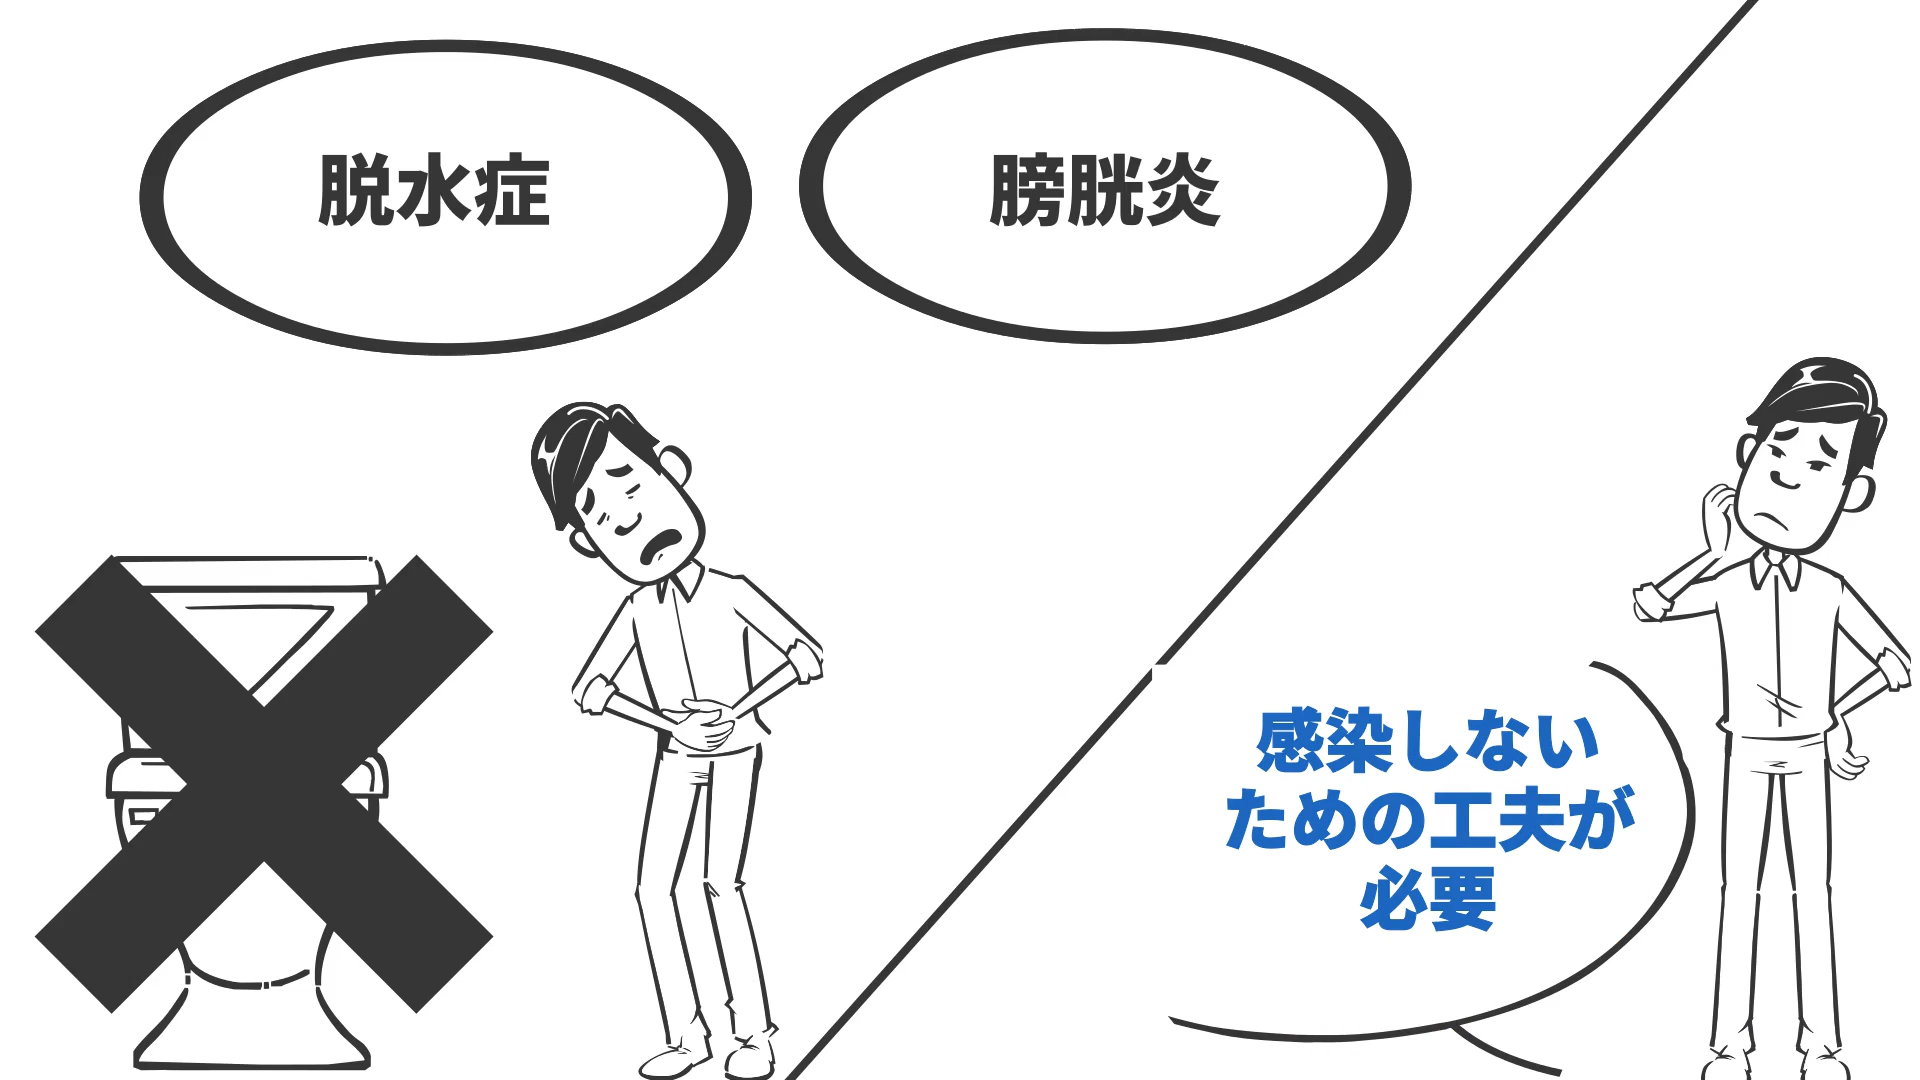 脱水症
膀胱炎
感染しない
ための工夫が
必要